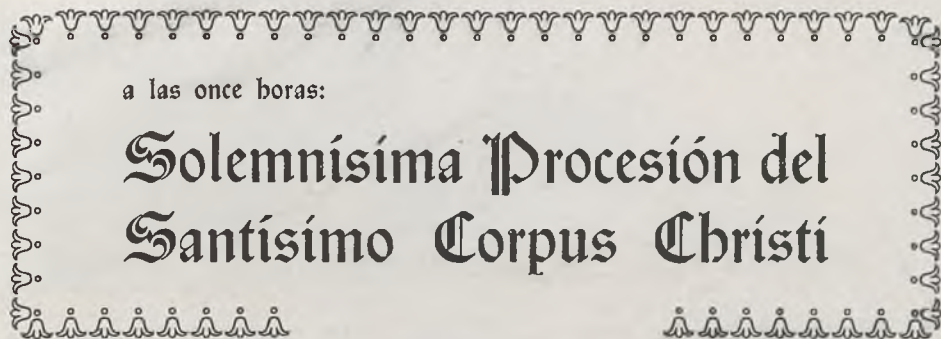 a las once horas:
Solemnísima Procesión del
Santísimo Corpus Christi